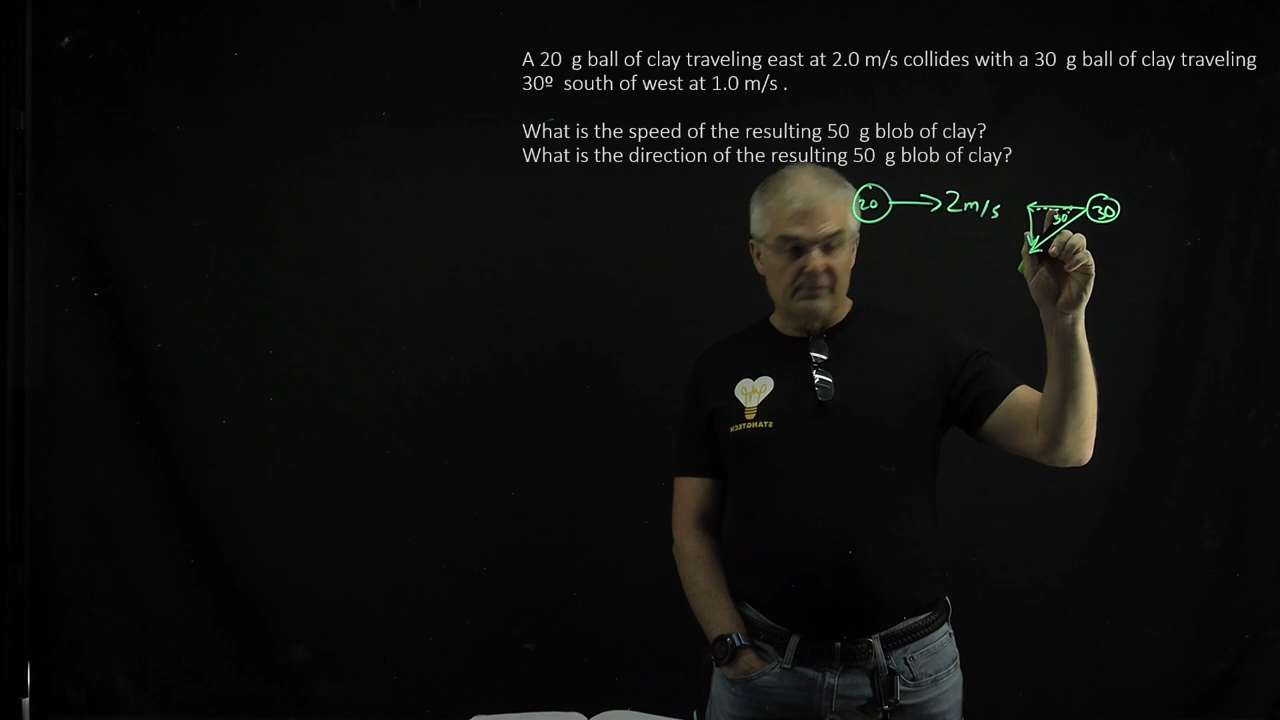 A 20 g ball of clay traveling east at 2.0 m/s collides with a 30 g ball of clay traveling
30º south of west at 1.0 m/s .
What is the speed of the resulting 50 g blob of clay?
What is the direction of the resulting 50 g blob of clay?
20 → 2m/s
30
30
STANGTECH